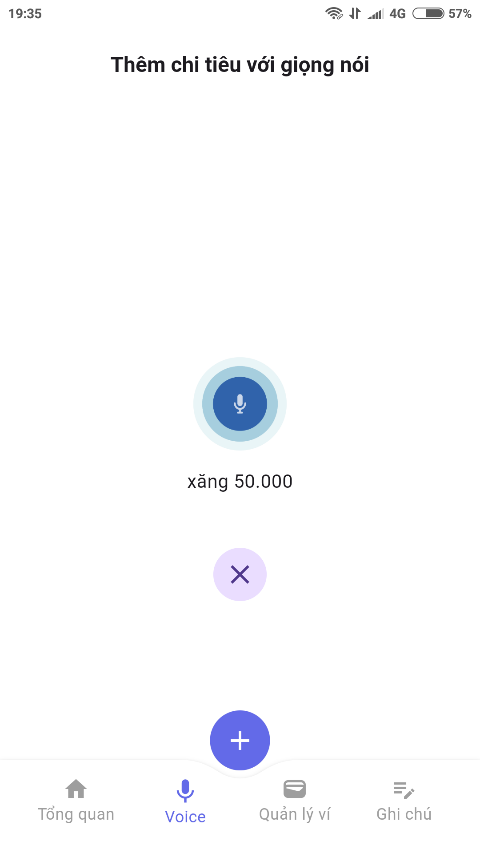 19:35 4G 57%
Thêm chi tiêu với giọng nói
xăng 50.000
Tổng quan Voice Quản lý ví Ghi chú